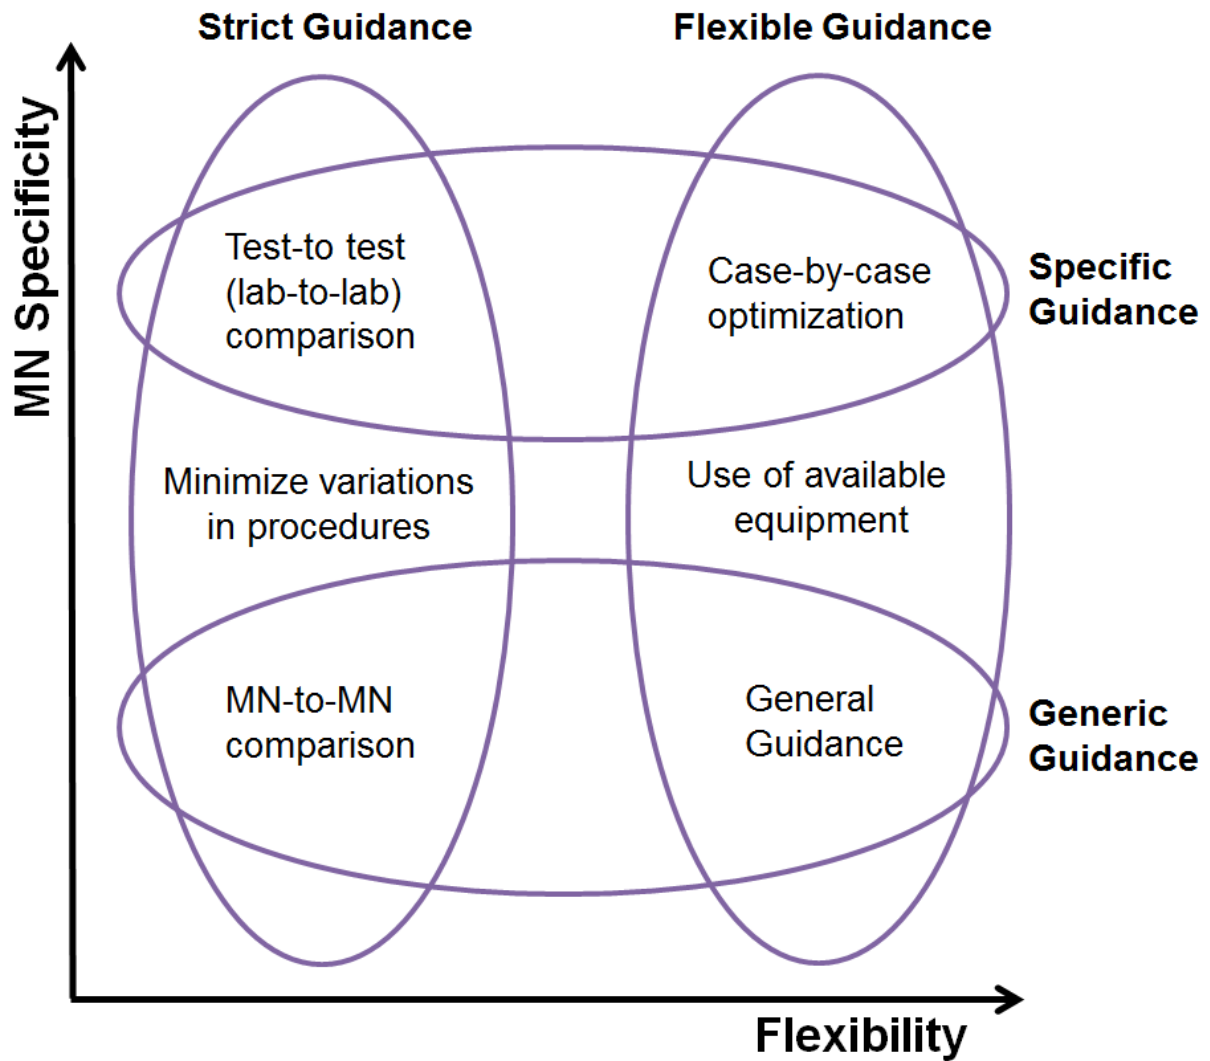 Strict Guidance
Flexible Guidance
MN Specificity
Test-to test
(lab-to-lab)
comparison
Case-by-case
optimization
Specific
Guidance
Minimize variations
in procedures
Use of available
equipment
MN-to-MN
comparison
General
Guidance
Generic
Guidance
Flexibility